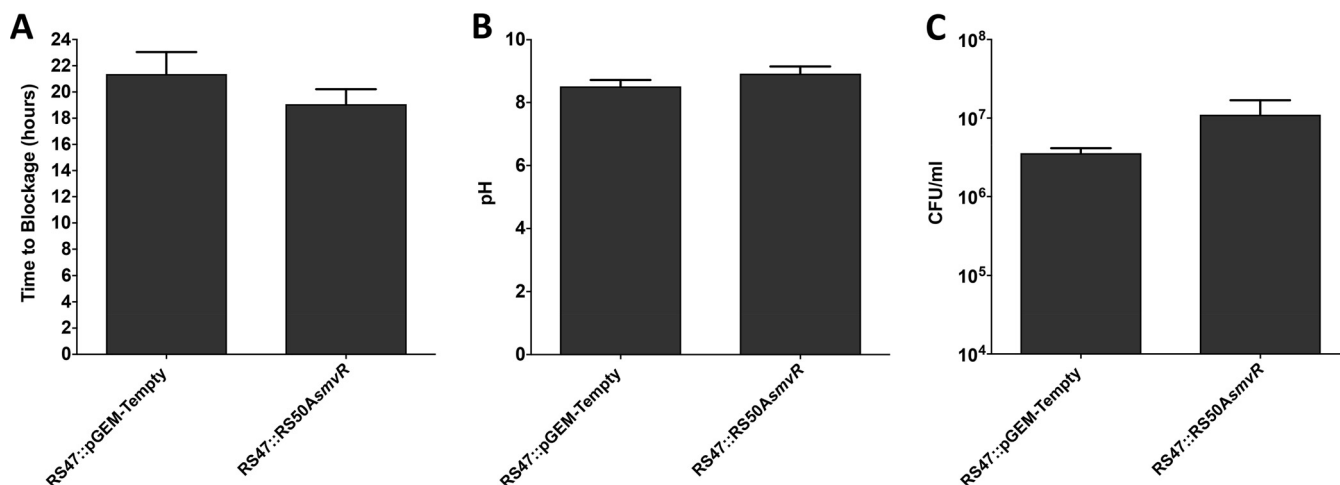 A
Time to Blockage (hours)
24
22
20
18
16
14
12
10
8
6
4
2
0
RS47::pGEM-Tempty
RS47::RS50AsmvR
B
pH
10
8
6
4
2
0
RS47::pGEM-Tempty
RS47::RS50AsmvR
C
CFU/ml
10⁸
10⁷
10⁶
10⁵
10⁴
RS47::pGEM-Tempty
RS47::RS50AsmvR